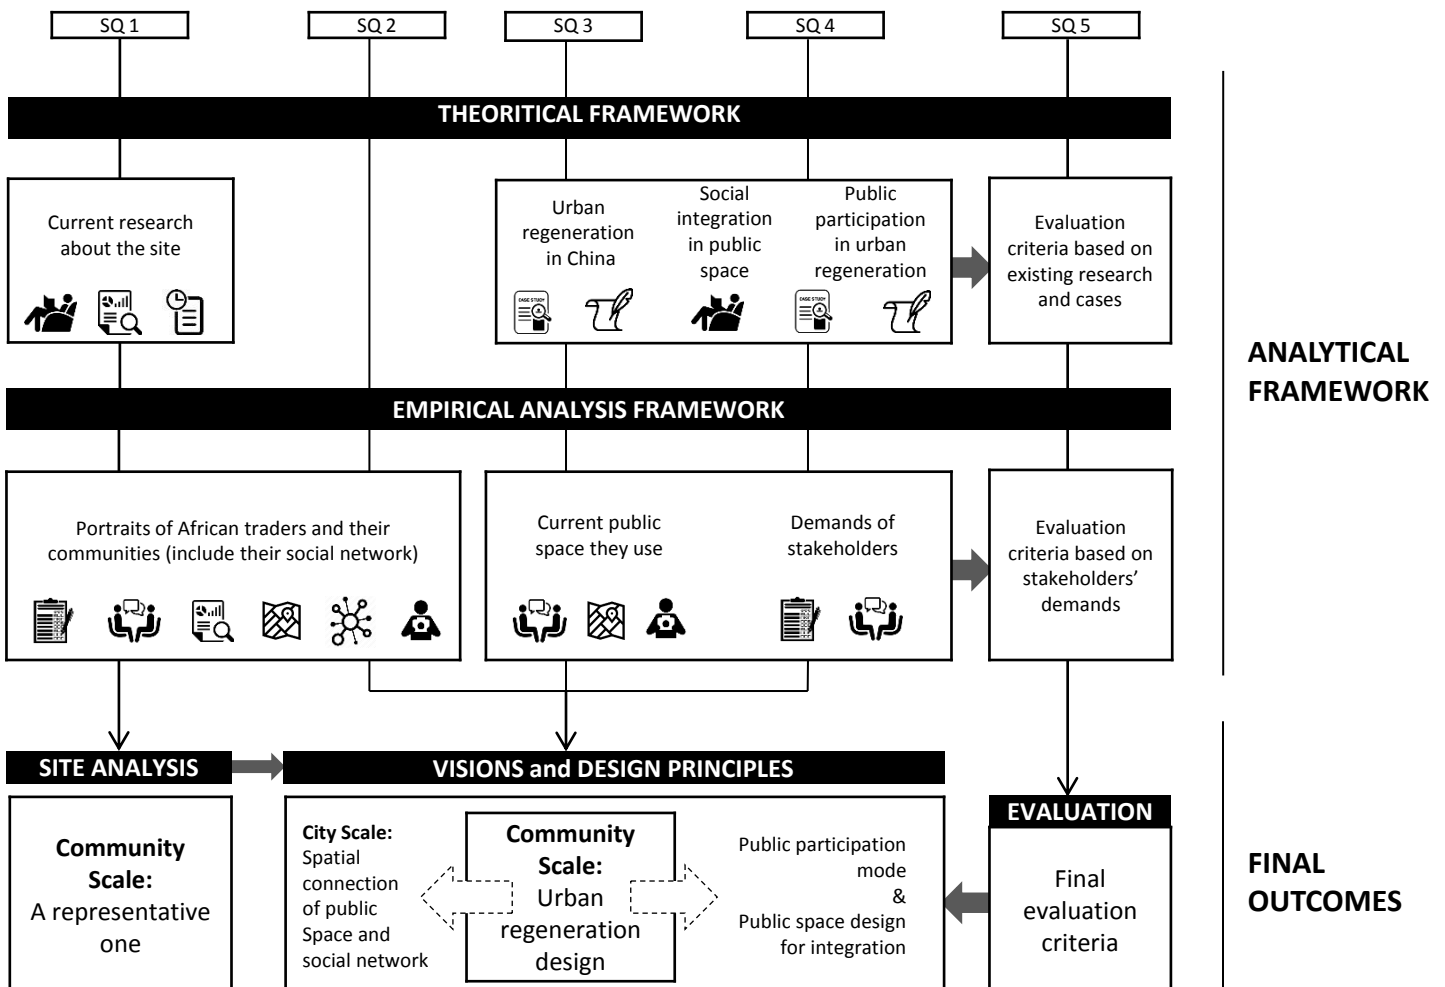 SQ 1
SQ 2
SQ 3
SQ 4
SQ 5
THEORITICAL FRAMEWORK
Current research
about the site
Urban
regeneration
in China
Social
integration
in public
space
Public
participation
in urban
regeneration
Evaluation
criteria based on
existing research
and cases
CASE STUDY
CASE STUDY
ANALYTICAL
FRAMEWORK
EMPIRICAL ANALYSIS FRAMEWORK
Portraits of African traders and their
communities (include their social network)
Current public
space they use
Demands of
stakeholders
Evaluation
criteria based on
stakeholders’
demands
SITE ANALYSIS
VISIONS and DESIGN PRINCIPLES
EVALUATION
Community
Scale:
A representative
one
City Scale:
Spatial
connection
of public
Space and
social network
Community
Scale:
Urban
regeneration
design
Public participation
mode
&
Public space design
for integration
Final
evaluation
criteria
FINAL
OUTCOMES